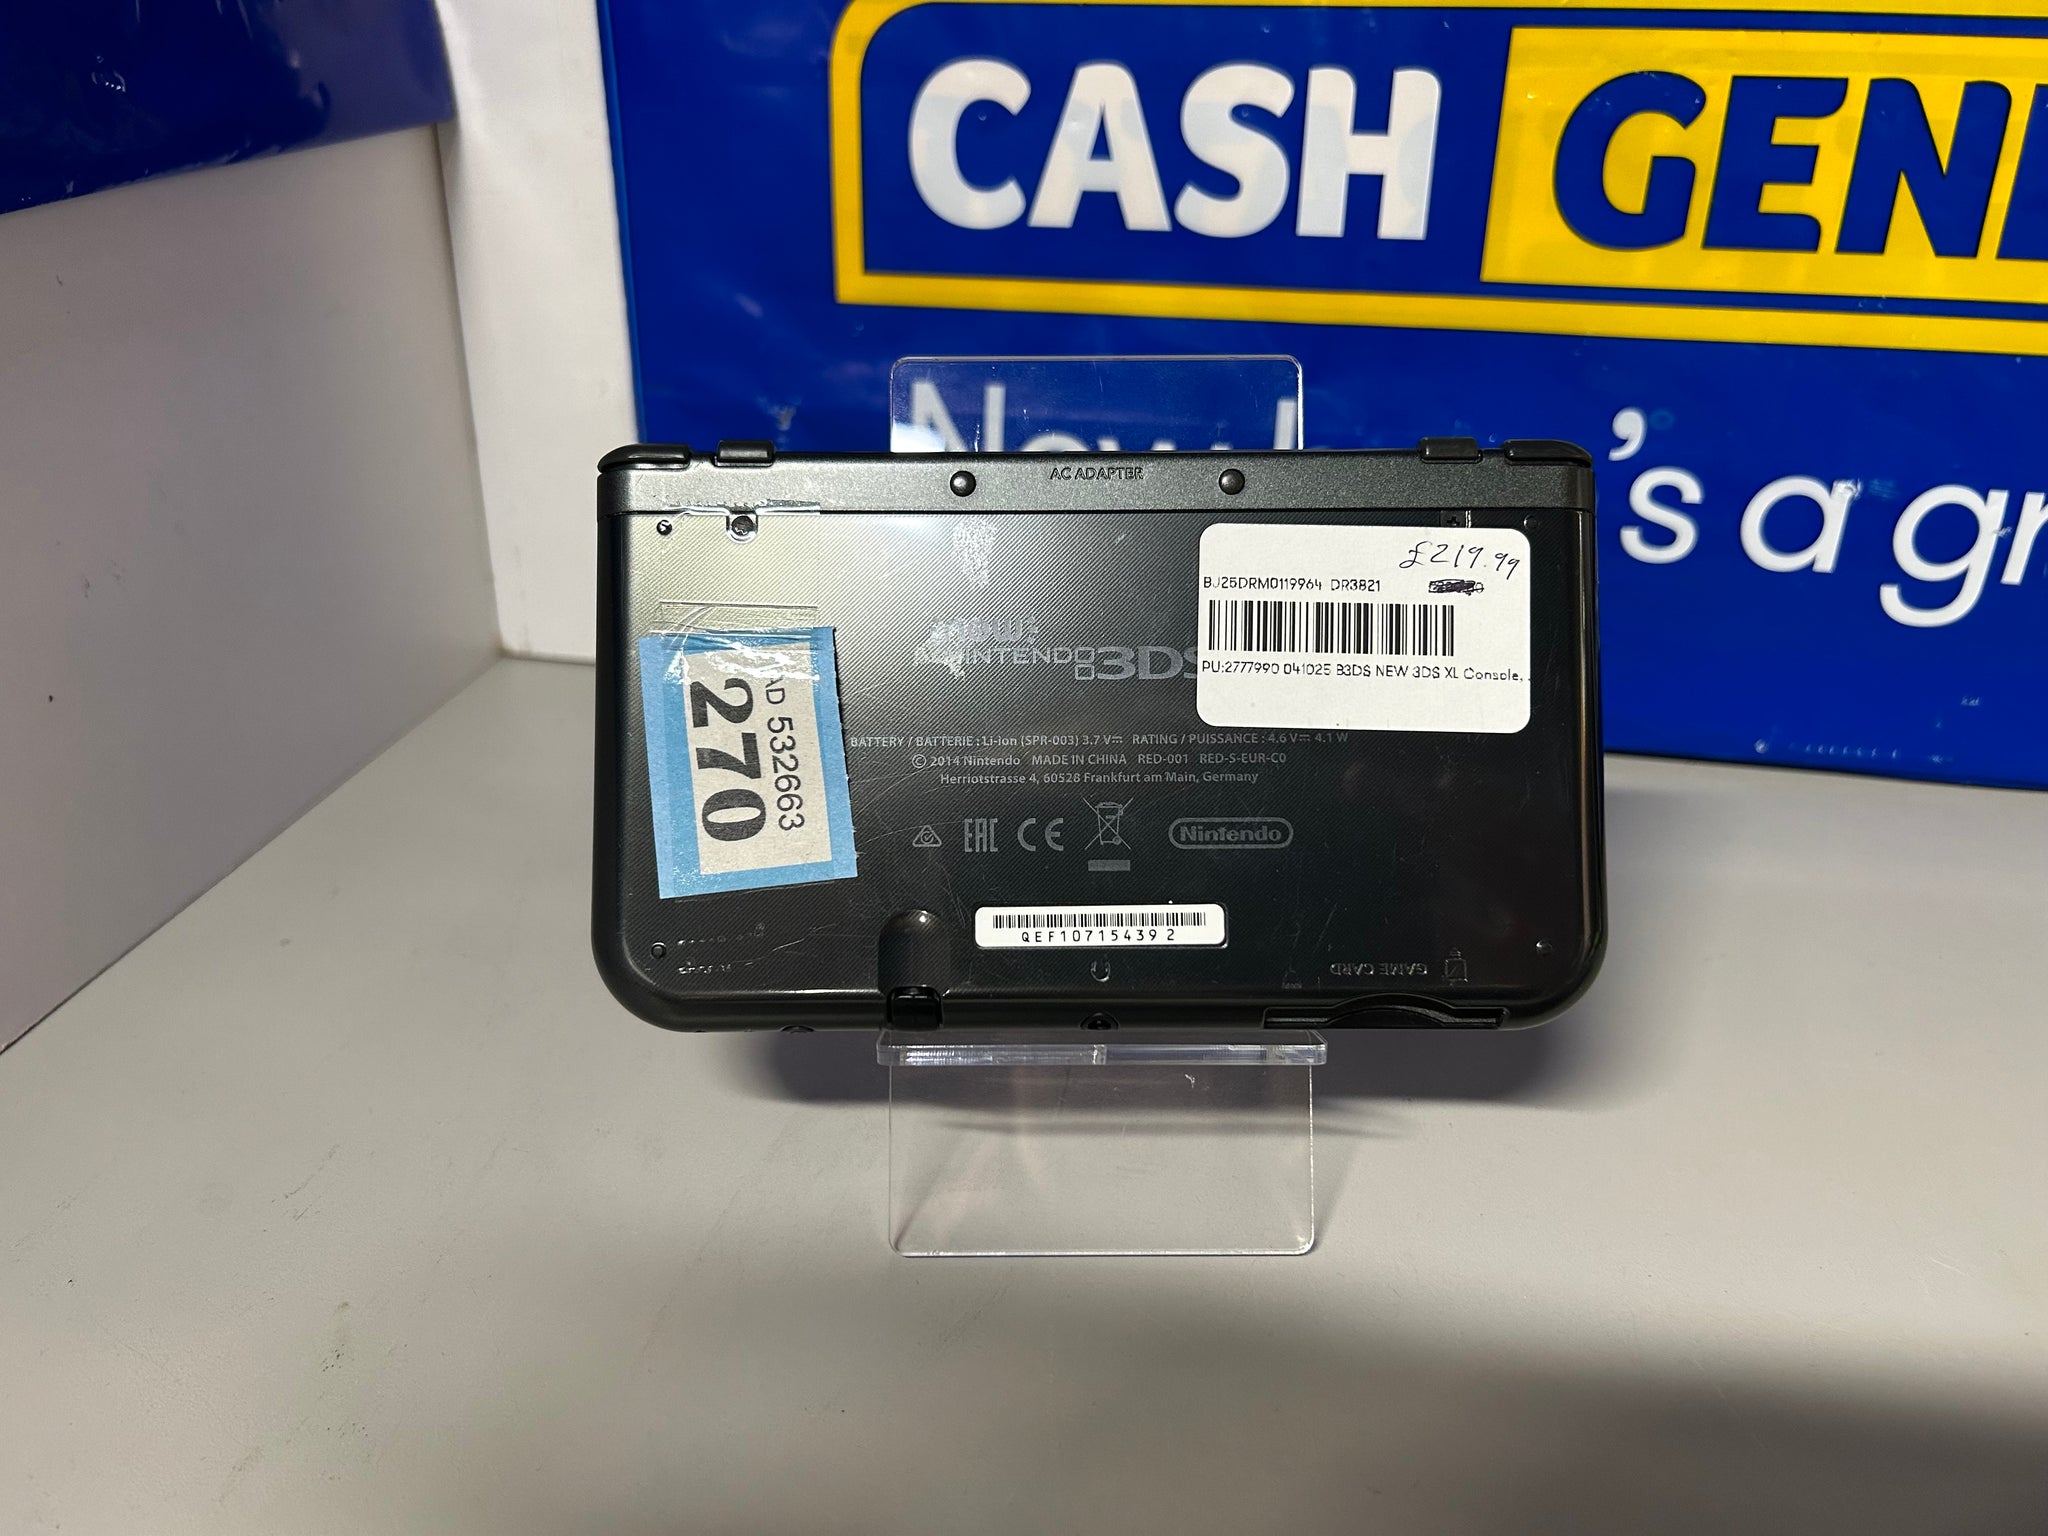 CASH GEN
's a gr
AC ADAPTER
£219.99
BJ25DRM0119964 DR3821
PU:2777990 041025 B3DS NEW 3DS XL Console,
NINTENDO 3DS
AD 532663
270
BATTERY / BATTERIE : Li-ion (SPR-003) 3.7 V⎓ RATING / PUISSANCE : 4.6 V⎓ 4.1 W
© 2014 Nintendo MADE IN CHINA RED-001 RED-S-EUR-C0
Herriotstrasse 4, 60528 Frankfurt am Main, Germany
EAC CE Nintendo
QEF10715439 2
GAME CARD